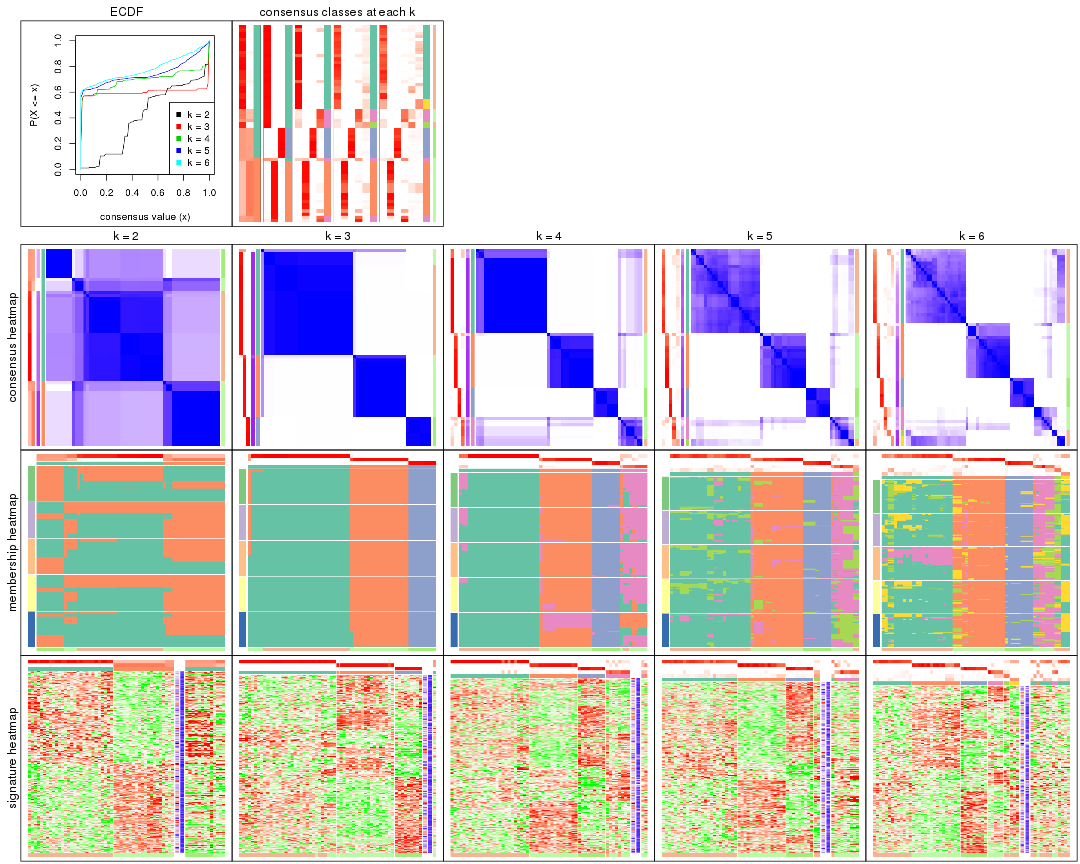 ECDF
consensus classes at each k
P(X <= x)
0.0 0.2 0.4 0.6 0.8 1.0
k = 2
k = 3
k = 4
k = 5
k = 6
0.0 0.2 0.4 0.6 0.8 1.0
consensus value (x)
k = 2 k = 3 k = 4 k = 5 k = 6
consensus heatmap
membership heatmap
signature heatmap